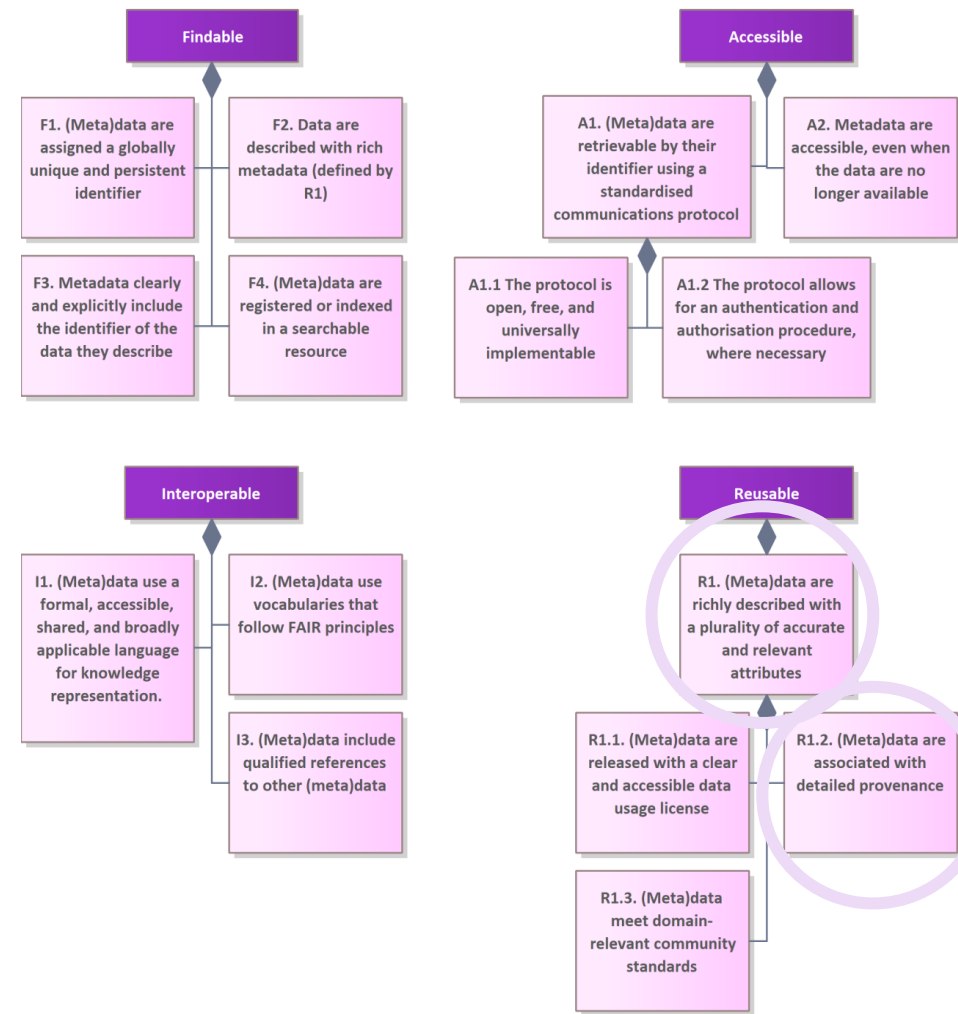 Findable
F1. (Meta)data are
assigned a globally
unique and persistent
identifier
F2. Data are
described with rich
metadata (defined by
R1)
F3. Metadata clearly
and explicitly include
the identifier of the
data they describe
F4. (Meta)data are
registered or indexed
in a searchable
resource
Accessible
A1. (Meta)data are
retrievable by their
identifier using a
standardised
communications protocol
A2. Metadata are
accessible, even when
the data are no
longer available
A1.1 The protocol is
open, free, and
universally
implementable
A1.2 The protocol allows
for an authentication and
authorisation procedure,
where necessary
Interoperable
I1. (Meta)data use a
formal, accessible,
shared, and broadly
applicable language
for knowledge
representation.
I2. (Meta)data use
vocabularies that
follow FAIR principles
I3. (Meta)data include
qualified references
to other (meta)data
Reusable
R1. (Meta)data are
richly described with
a plurality of accurate
and relevant
attributes
R1.1. (Meta)data are
released with a clear
and accessible data
usage license
R1.2. (Meta)data are
associated with
detailed provenance
R1.3. (Meta)data
meet domain-
relevant community
standards